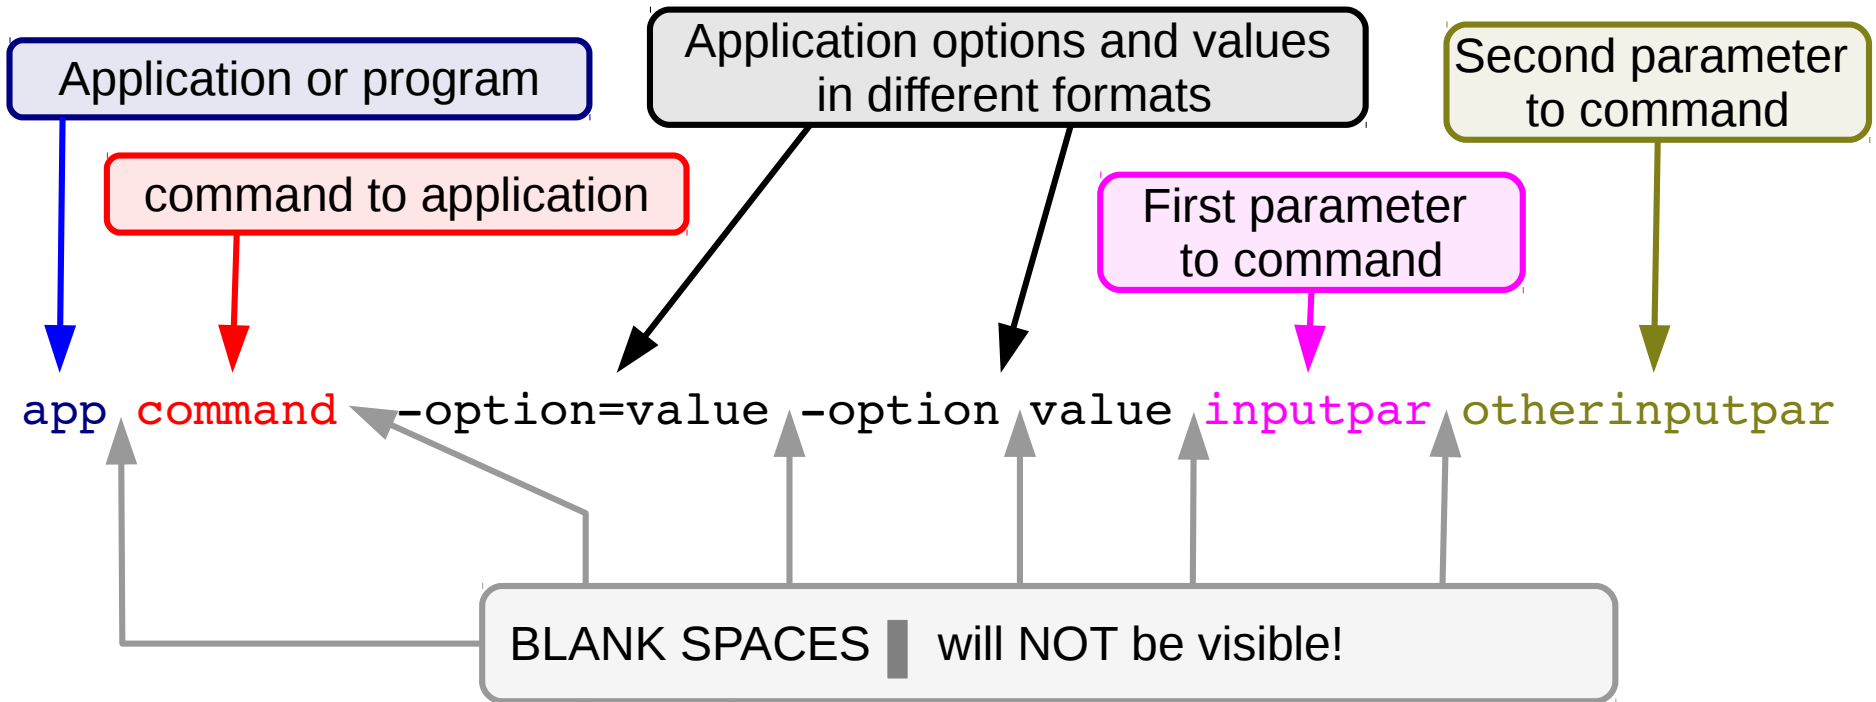 Application or program
Application options and values
in different formats
Second parameter
to command
command to application
First parameter
to command
app command -option=value -option value inputpar otherinputpar
BLANK SPACES will NOT be visible!